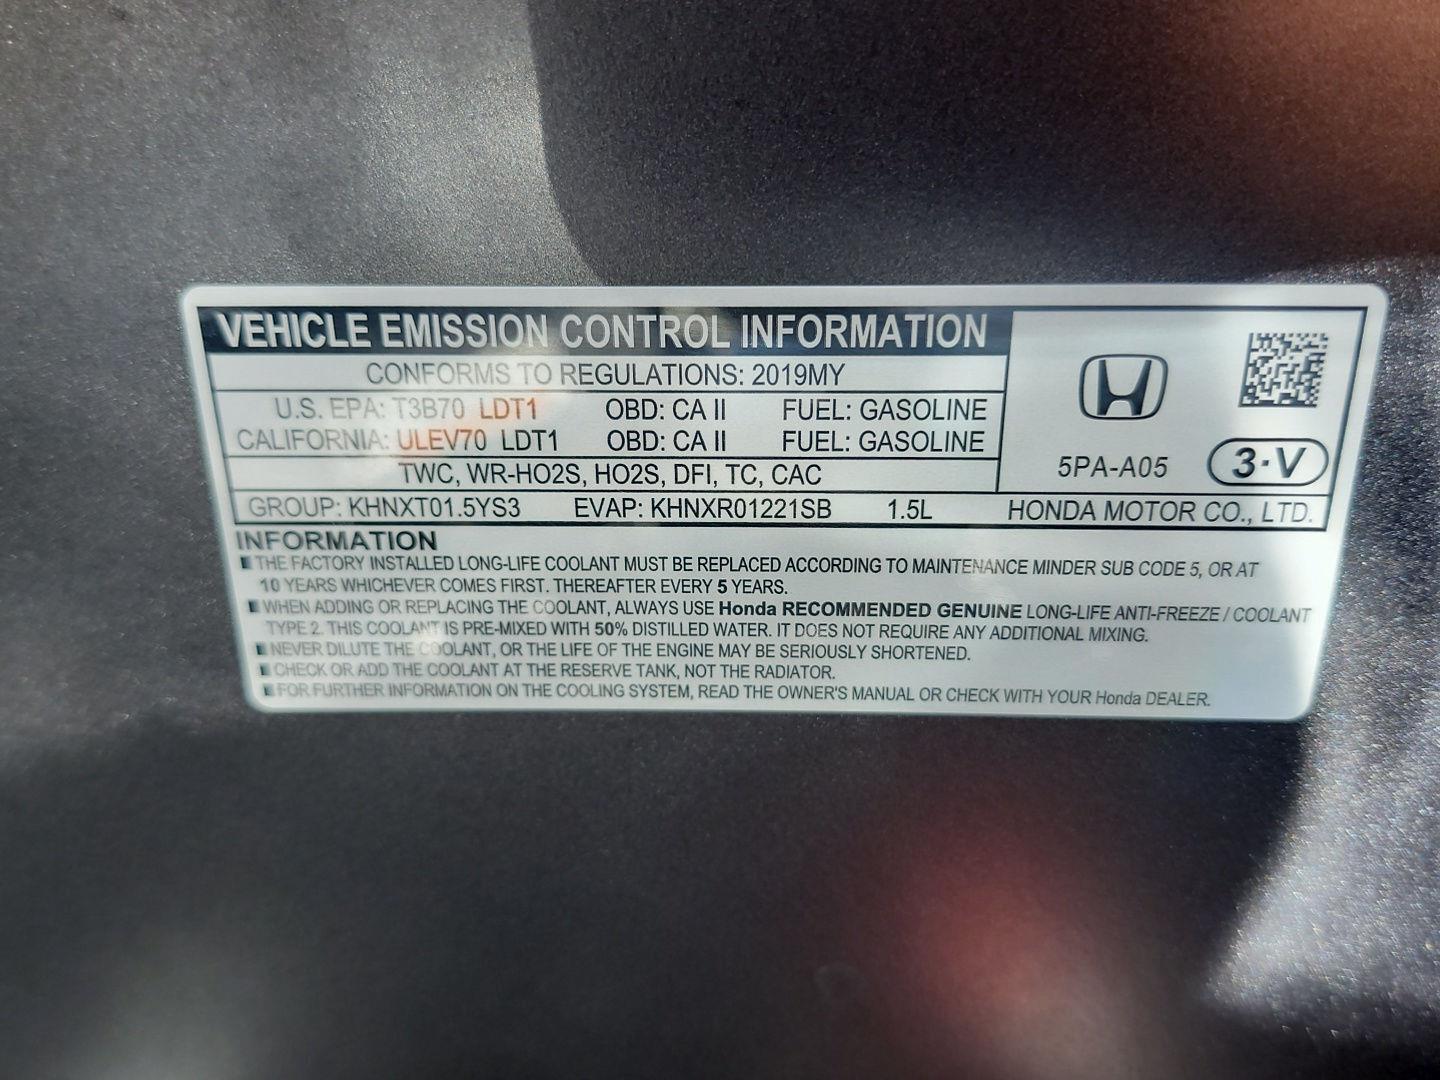 VEHICLE EMISSION CONTROL INFORMATION
CONFORMS TO REGULATIONS: 2019MY
U.S. EPA: T3B70 LDT1 OBD: CA II FUEL: GASOLINE
CALIFORNIA: ULEV70 LDT1 OBD: CA II FUEL: GASOLINE
TWC, WR-HO2S, HO2S, DFI, TC, CAC
5PA-A05 3·V
GROUP: KHNXT01.5YS3 EVAP: KHNXR01221SB 1.5L HONDA MOTOR CO., LTD.
INFORMATION
■ THE FACTORY INSTALLED LONG-LIFE COOLANT MUST BE REPLACED ACCORDING TO MAINTENANCE MINDER SUB CODE 5, OR AT
10 YEARS WHICHEVER COMES FIRST. THEREAFTER EVERY 5 YEARS.
■ WHEN ADDING OR REPLACING THE COOLANT, ALWAYS USE Honda RECOMMENDED GENUINE LONG-LIFE ANTI-FREEZE / COOLANT
TYPE 2. THIS COOLANT IS PRE-MIXED WITH 50% DISTILLED WATER. IT DOES NOT REQUIRE ANY ADDITIONAL MIXING.
■ NEVER DILUTE THE COOLANT, OR THE LIFE OF THE ENGINE MAY BE SERIOUSLY SHORTENED.
■ CHECK OR ADD THE COOLANT AT THE RESERVE TANK, NOT THE RADIATOR.
■ FOR FURTHER INFORMATION ON THE COOLING SYSTEM, READ THE OWNER'S MANUAL OR CHECK WITH YOUR Honda DEALER.